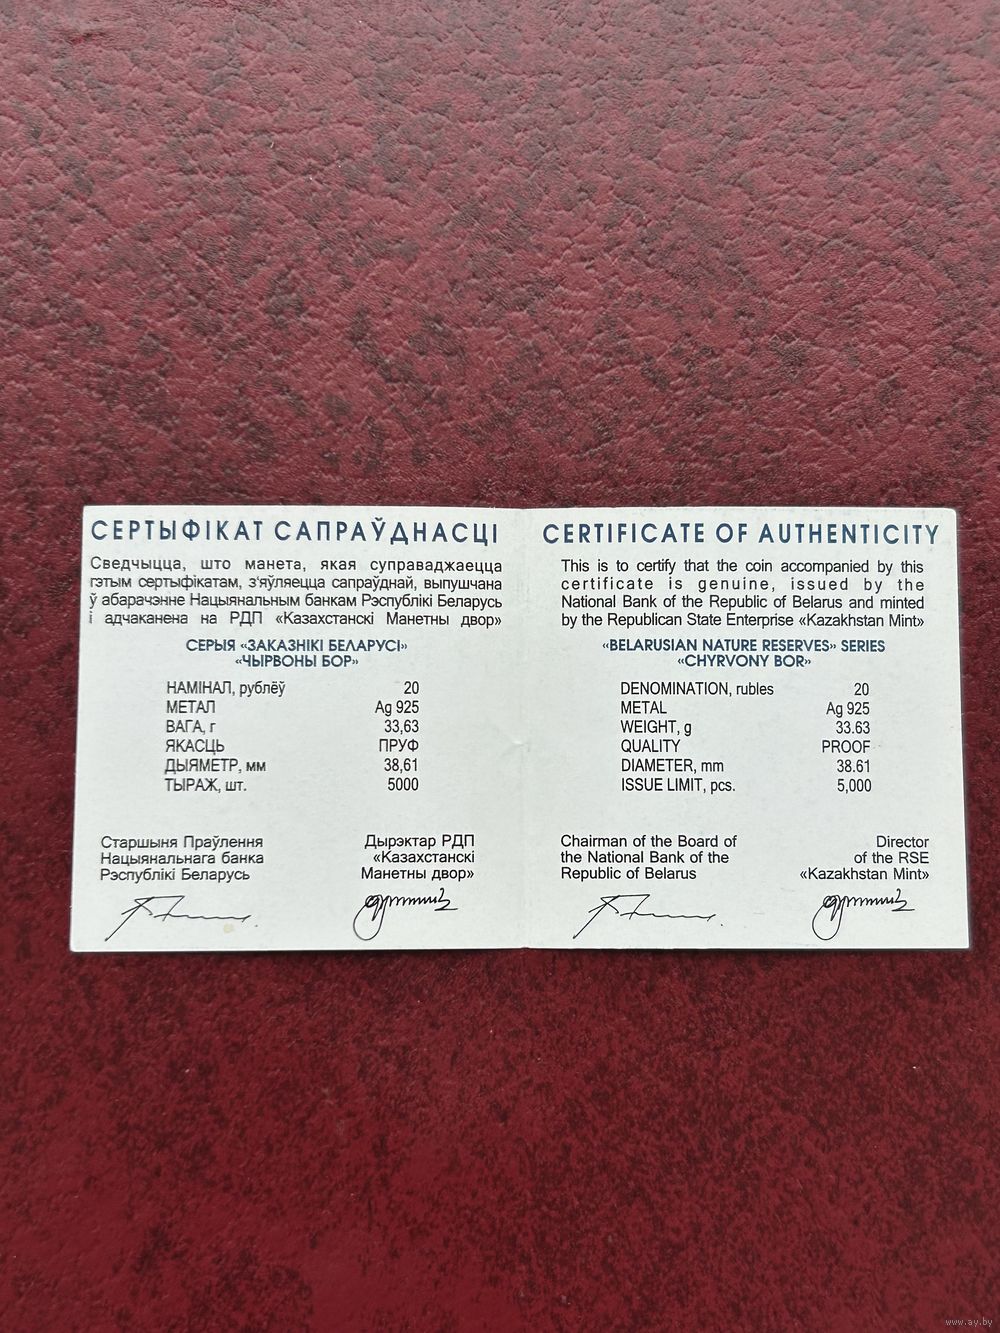 СЕРТЫФІКАТ САПРАЎДНАСЦІ
Сведчыцца, што манета, якая суправаджаецца
гэтым сертыфікатам, з'яўляецца сапраўднай, выпушчана
ў абарачэнне Нацыянальным банкам Рэспублікі Беларусь
і адчаканена на РДП «Казахстанскі Манетны двор»
СЕРЫЯ «ЗАКАЗНІКІ БЕЛАРУСІ»
«ЧЫРВОНЫ БОР»
НАМІНАЛ, рублёў 20
МЕТАЛ Ag 925
ВАГА, г 33,63
ЯКАСЦЬ ПРУФ
ДЫЯМЕТР, мм 38,61
ТЫРАЖ, шт. 5000
Старшыня Праўлення
Нацыянальнага банка
Рэспублікі Беларусь
Дырэктар РДП
«Казахстанскі
Манетны двор»
CERTIFICATE OF AUTHENTICITY
This is to certify that the coin accompanied by this
certificate is genuine, issued by the
National Bank of the Republic of Belarus and minted
by the Republican State Enterprise «Kazakhstan Mint»
«BELARUSIAN NATURE RESERVES» SERIES
«CHYRVONY BOR»
DENOMINATION, rubles 20
METAL Ag 925
WEIGHT, g 33.63
QUALITY PROOF
DIAMETER, mm 38.61
ISSUE LIMIT, pcs. 5,000
Chairman of the Board of
the National Bank of the
Republic of Belarus
Director
of the RSE
«Kazakhstan Mint»
www.ay.by